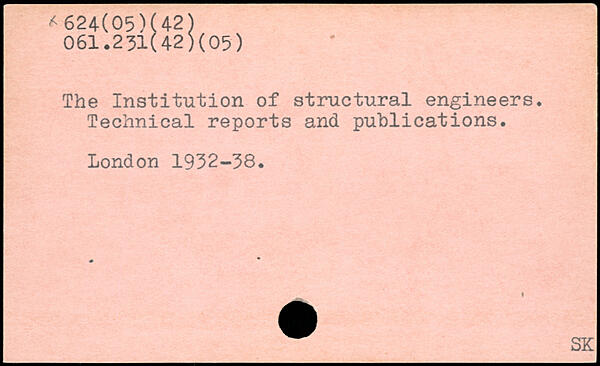 624(05)(42)
061.231(42)(05)
The Institution of structural engineers.
Technical reports and publications.
London 1932-38.
SK